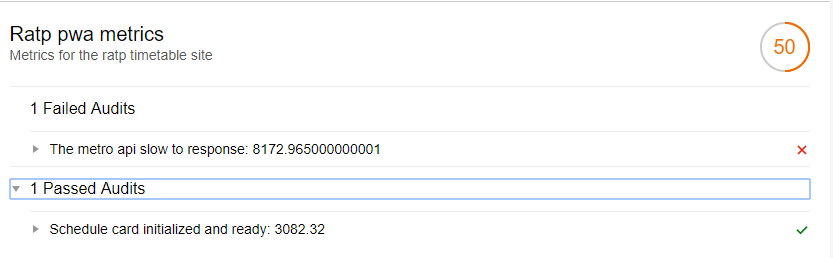 Ratp pwa metrics
Metrics for the ratp timetable site
50
1 Failed Audits
The metro api slow to response: 8172.965000000001
1 Passed Audits
Schedule card initialized and ready: 3082.32